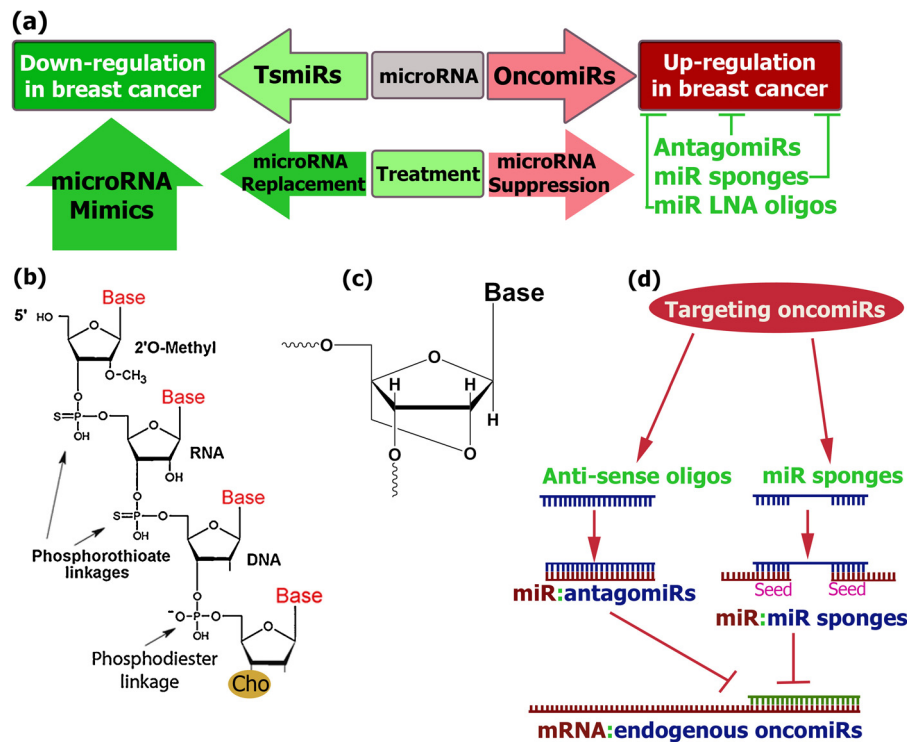 (a)
Down-regulation
in breast cancer
TsmiRs
microRNA
OncomiRs
Up-regulation
in breast cancer
microRNA
Mimics
microRNA
Replacement
Treatment
microRNA
Suppression
AntagomiRs
miR sponges
miR LNA oligos
(b)
5'
HO
O
Base
2'O-Methyl
O-CH₃
O
S=P-O
OH
O
Base
RNA
OH
O
S=P-O
OH
O
Base
DNA
Phosphorothioate
linkages
O
⁻O-P-O
OH
O
Base
Phosphodiester
linkage
Cho
(c)
Base
O
O
H
H
H
O
O
(d)
Targeting oncomiRs
Anti-sense oligos
miR sponges
Seed
Seed
miR:antagomiRs
miR:miR sponges
mRNA:endogenous oncomiRs